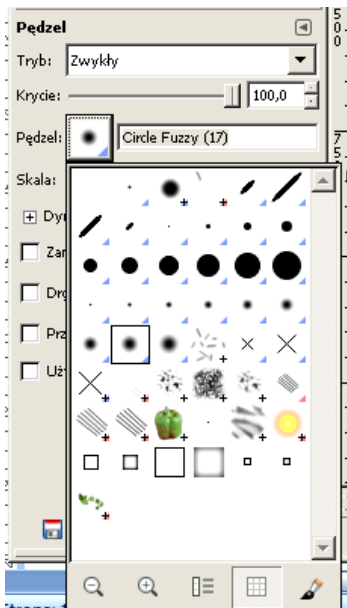 Pędzel
Tryb: Zwykły
Krycie: 100,0
Pędzel: Circle Fuzzy (17)
Skala: